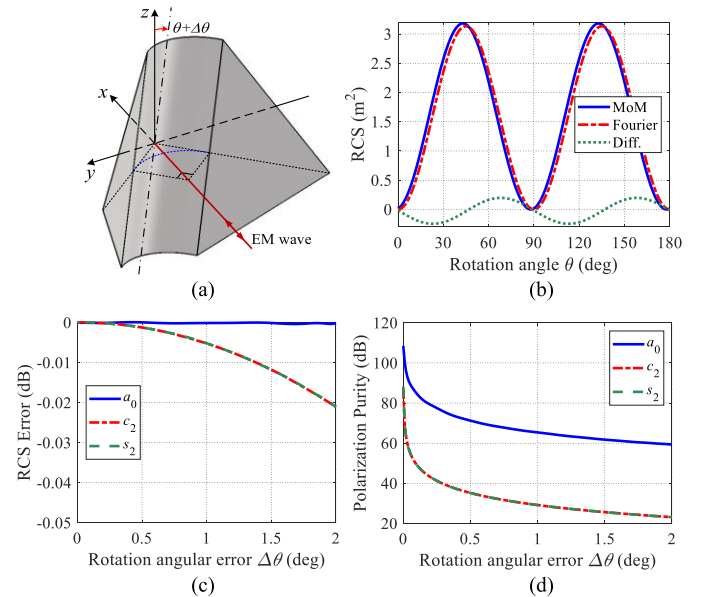 z
θ+Δθ
x
y
EM wave
(a)
RCS (m²)
3
2.5
2
1.5
1
0.5
0
MoM
Fourier
Diff.
0 30 60 90 120 150 180
Rotation angle θ (deg)
(b)
RCS Error (dB)
0
-0.01
-0.02
-0.03
-0.04
-0.05
a0
c2
s2
0 0.5 1 1.5 2
Rotation angular error Δθ (deg)
(c)
Polarization Purity (dB)
120
100
80
60
40
20
0
a0
c2
s2
0 0.5 1 1.5 2
Rotation angular error Δθ (deg)
(d)